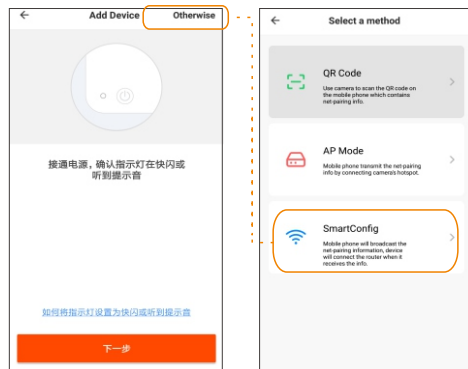 Add Device
Otherwise
接通电源，确认指示灯在快闪或
听到提示音
如何将指示灯设置为快闪或听到提示音
下一步
Select a method
QR Code
Use camera to scan the QR code on
the mobile phone which contains
net-pairing info.
AP Mode
Mobile phone transmit the net-pairing
info by connecting camera's hotspot.
SmartConfig
Mobile phone will broadcast the
net-pairing information, device
will connect the router when it
receives the info.